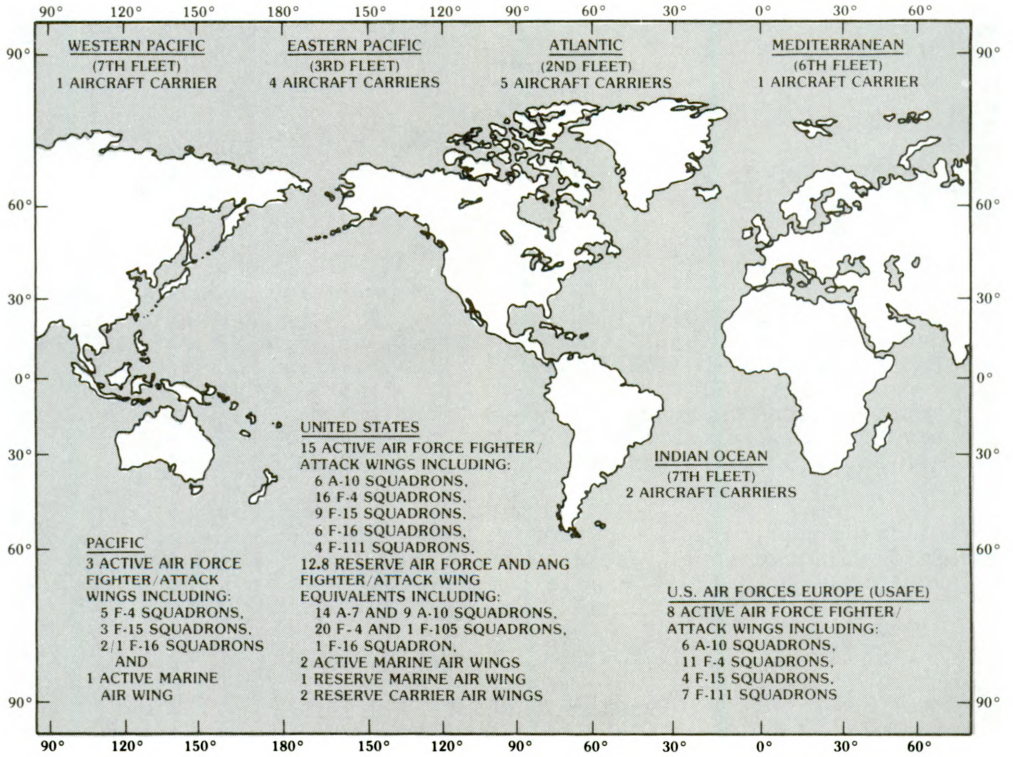 90° 120° 150° 180° 150° 120° 90° 60° 30° 0° 30° 60°
90° 90°
WESTERN PACIFIC
(7TH FLEET)
1 AIRCRAFT CARRIER
EASTERN PACIFIC
(3RD FLEET)
4 AIRCRAFT CARRIERS
ATLANTIC
(2ND FLEET)
5 AIRCRAFT CARRIERS
MEDITERRANEAN
(6TH FLEET)
1 AIRCRAFT CARRIER
60° 60°
30° 30°
0° 0°
30° 30°
60° 60°
UNITED STATES
15 ACTIVE AIR FORCE FIGHTER/
ATTACK WINGS INCLUDING:
6 A-10 SQUADRONS,
16 F-4 SQUADRONS,
9 F-15 SQUADRONS,
6 F-16 SQUADRONS,
4 F-111 SQUADRONS,
12.8 RESERVE AIR FORCE AND ANG
FIGHTER/ATTACK WING
EQUIVALENTS INCLUDING:
14 A-7 AND 9 A-10 SQUADRONS,
20 F-4 AND 1 F-105 SQUADRONS,
1 F-16 SQUADRON,
2 ACTIVE MARINE AIR WINGS
1 RESERVE MARINE AIR WING
2 RESERVE CARRIER AIR WINGS
INDIAN OCEAN
(7TH FLEET)
2 AIRCRAFT CARRIERS
PACIFIC
3 ACTIVE AIR FORCE
FIGHTER/ATTACK
WINGS INCLUDING:
5 F-4 SQUADRONS,
3 F-15 SQUADRONS,
2/1 F-16 SQUADRONS
AND
1 ACTIVE MARINE
AIR WING
U.S. AIR FORCES EUROPE (USAFE)
8 ACTIVE AIR FORCE FIGHTER/
ATTACK WINGS INCLUDING:
6 A-10 SQUADRONS,
11 F-4 SQUADRONS,
4 F-15 SQUADRONS,
7 F-111 SQUADRONS
90° 90°
90° 120° 150° 180° 150° 120° 90° 60° 30° 0° 30° 60°